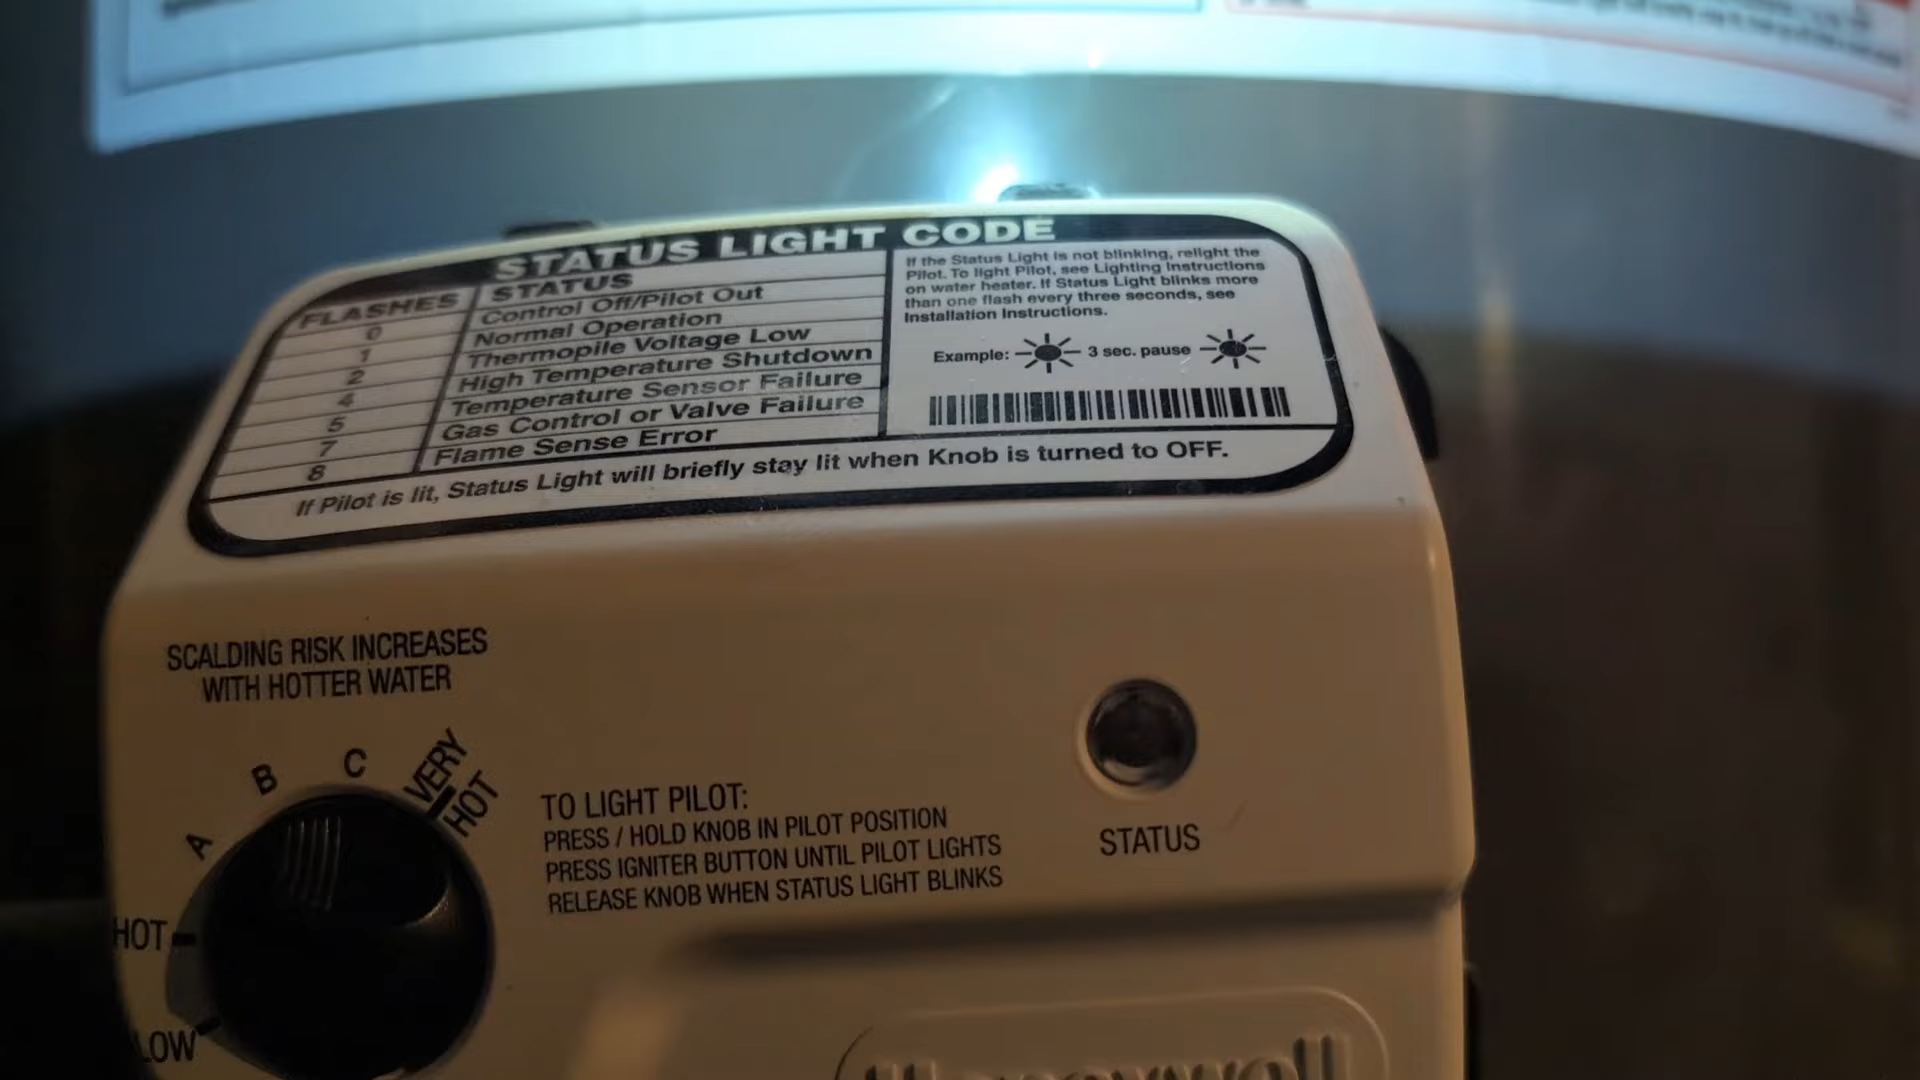 STATUS LIGHT CODE
FLASHES STATUS
0 Control Off/Pilot Out
1 Normal Operation
2 Thermopile Voltage Low
4 High Temperature Shutdown
5 Temperature Sensor Failure
7 Gas Control or Valve Failure
8 Flame Sense Error
If the Status Light is not blinking, relight the
Pilot. To light Pilot, see Lighting Instructions
on water heater. If Status Light blinks more
than one flash every three seconds, see
Installation Instructions.
Example: 3 sec. pause
If Pilot is lit, Status Light will briefly stay lit when Knob is turned to OFF.
SCALDING RISK INCREASES
WITH HOTTER WATER
LOW
HOT
A
B
C
VERY
HOT
TO LIGHT PILOT:
PRESS / HOLD KNOB IN PILOT POSITION
PRESS IGNITER BUTTON UNTIL PILOT LIGHTS
RELEASE KNOB WHEN STATUS LIGHT BLINKS
STATUS
Honeywell